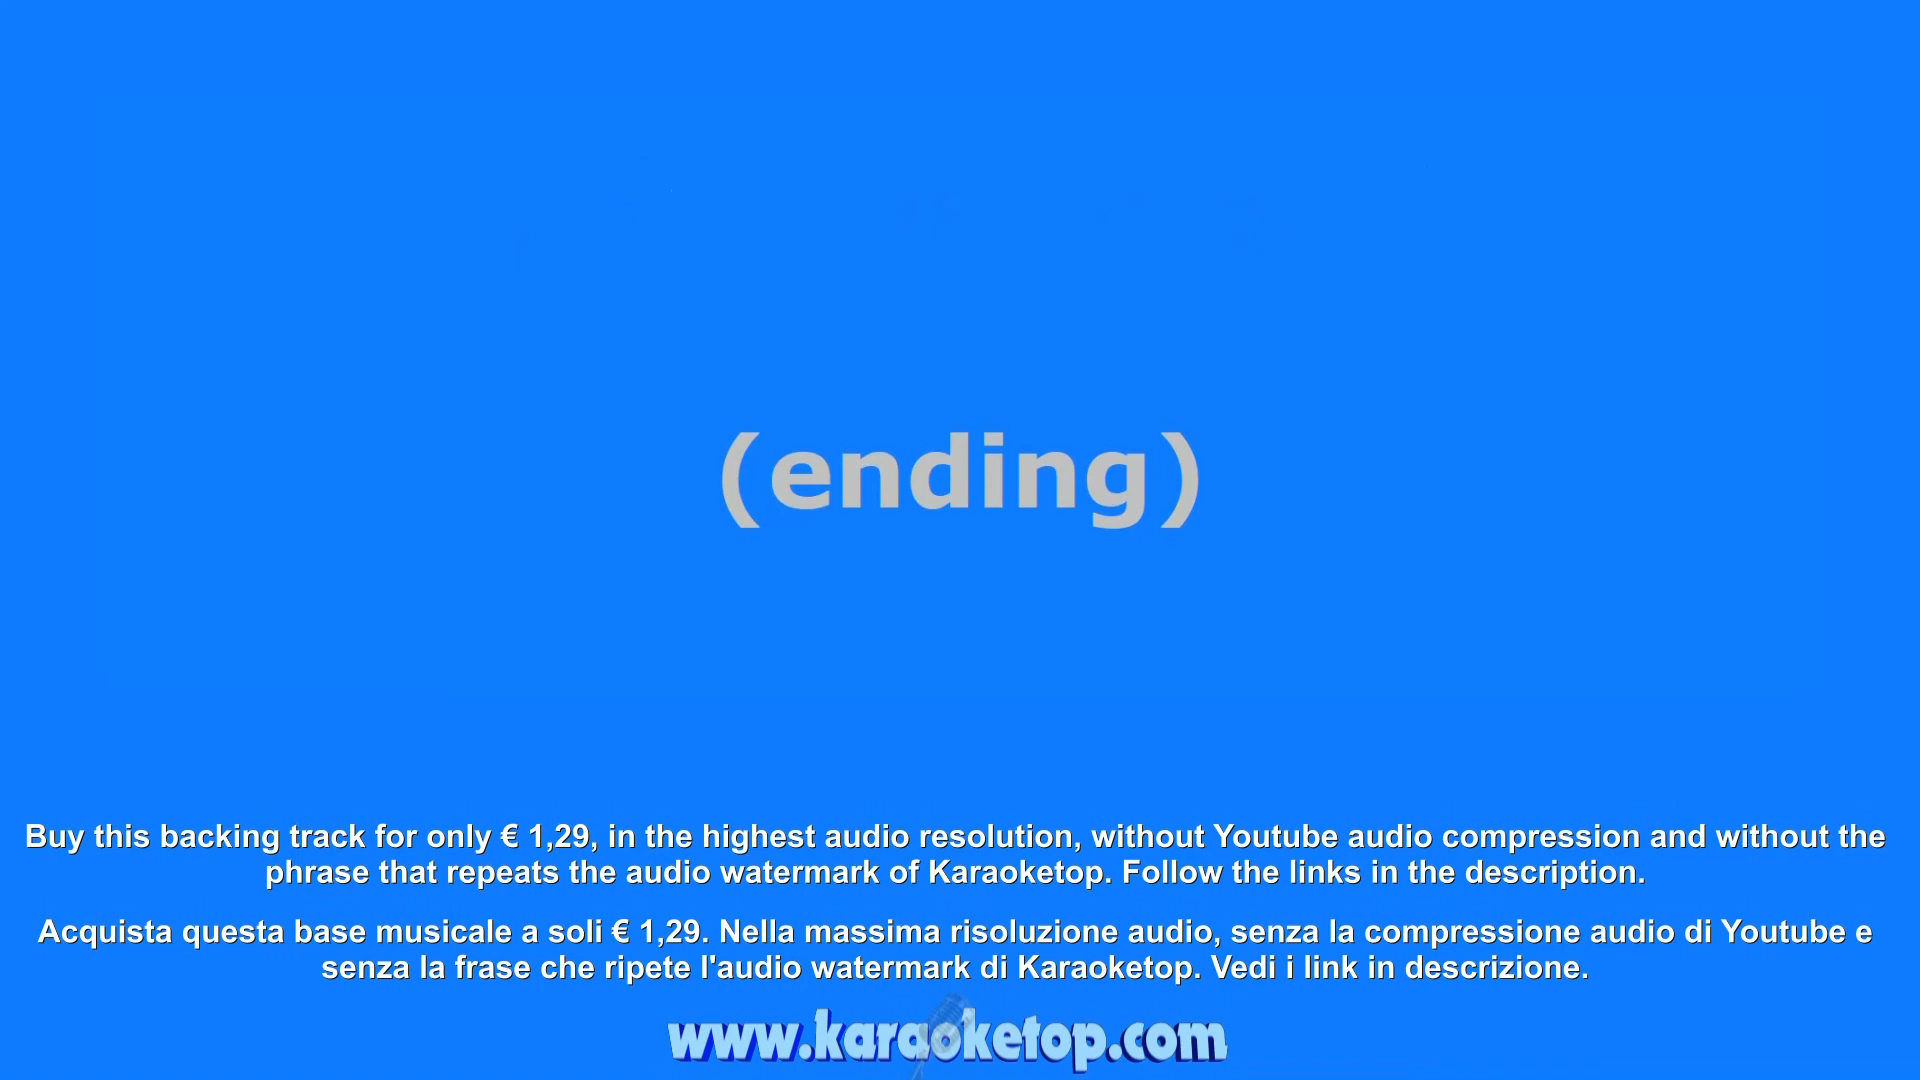 (ending)
Buy this backing track for only € 1,29, in the highest audio resolution, without Youtube audio compression and without the
phrase that repeats the audio watermark of Karaoketop. Follow the links in the description.
Acquista questa base musicale a soli € 1,29. Nella massima risoluzione audio, senza la compressione audio di Youtube e
senza la frase che ripete l'audio watermark di Karaoketop. Vedi i link in descrizione.
www.karaoketop.com